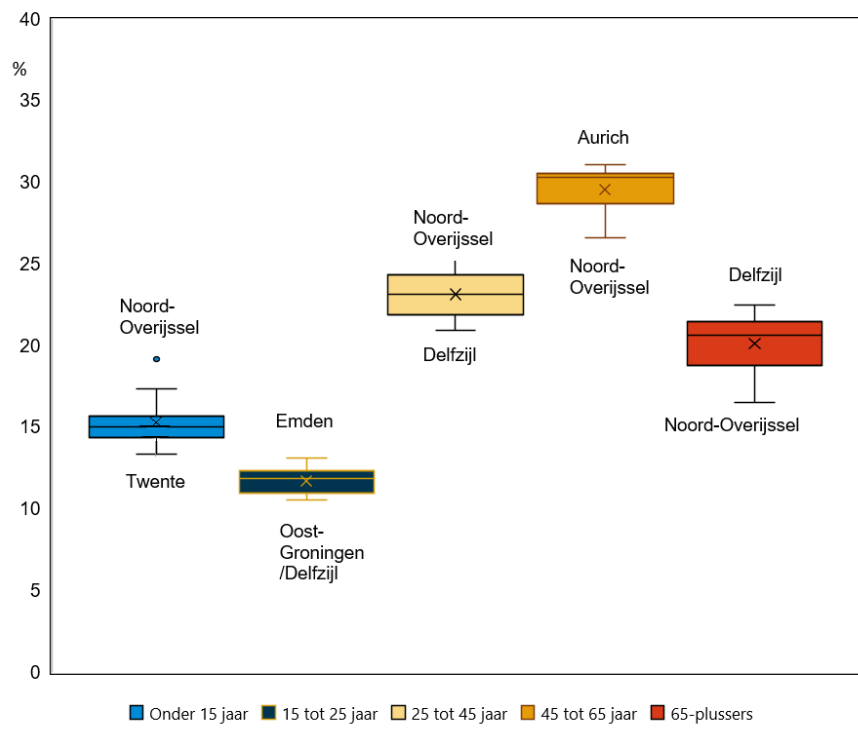 40
%
35
30
25
20
15
10
5
0
Noord-
Overijssel
Twente
Emden
Oost-
Groningen
/Delfzijl
Noord-
Overijssel
Delfzijl
Aurich
Noord-
Overijssel
Delfzijl
Noord-Overijssel
Onder 15 jaar
15 tot 25 jaar
25 tot 45 jaar
45 tot 65 jaar
65-plussers